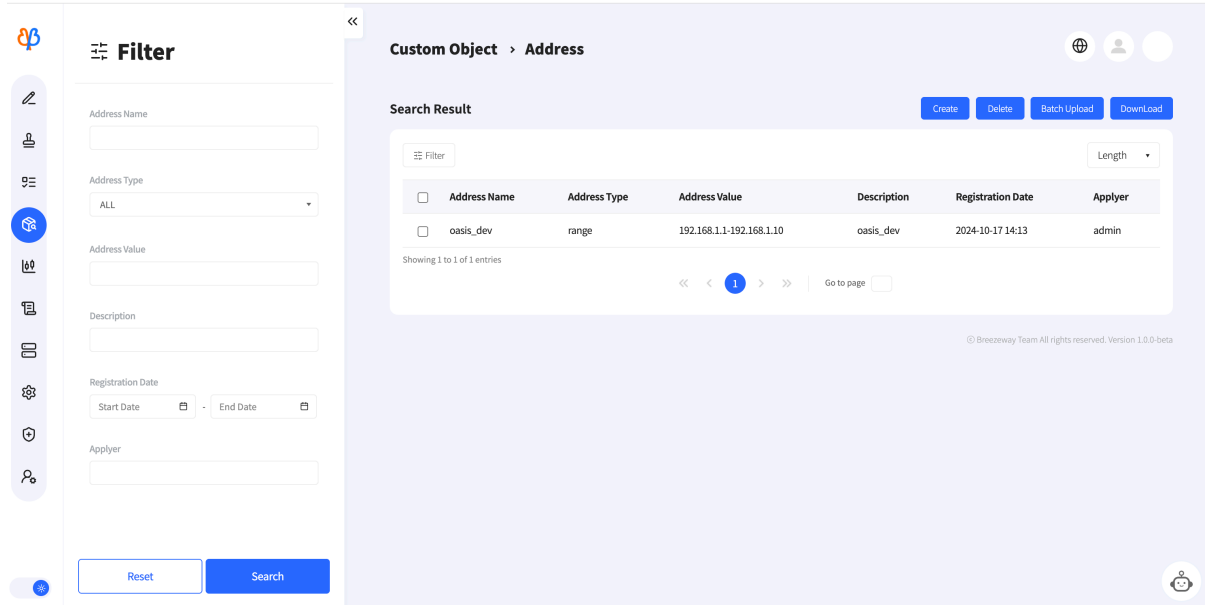 Filter
Address Name
Address Type
ALL
Address Value
Description
Registration Date
Start Date - End Date
Applyer
Reset Search
Custom Object > Address
Search Result Create Delete Batch Upload DownLoad
Filter Length
Address Name Address Type Address Value Description Registration Date Applyer
oasis_dev range 192.168.1.1-192.168.1.10 oasis_dev 2024-10-17 14:13 admin
Showing 1 to 1 of 1 entries
1 Go to page
ⓒ Breezeway Team All rights reserved. Version 1.0.0-beta